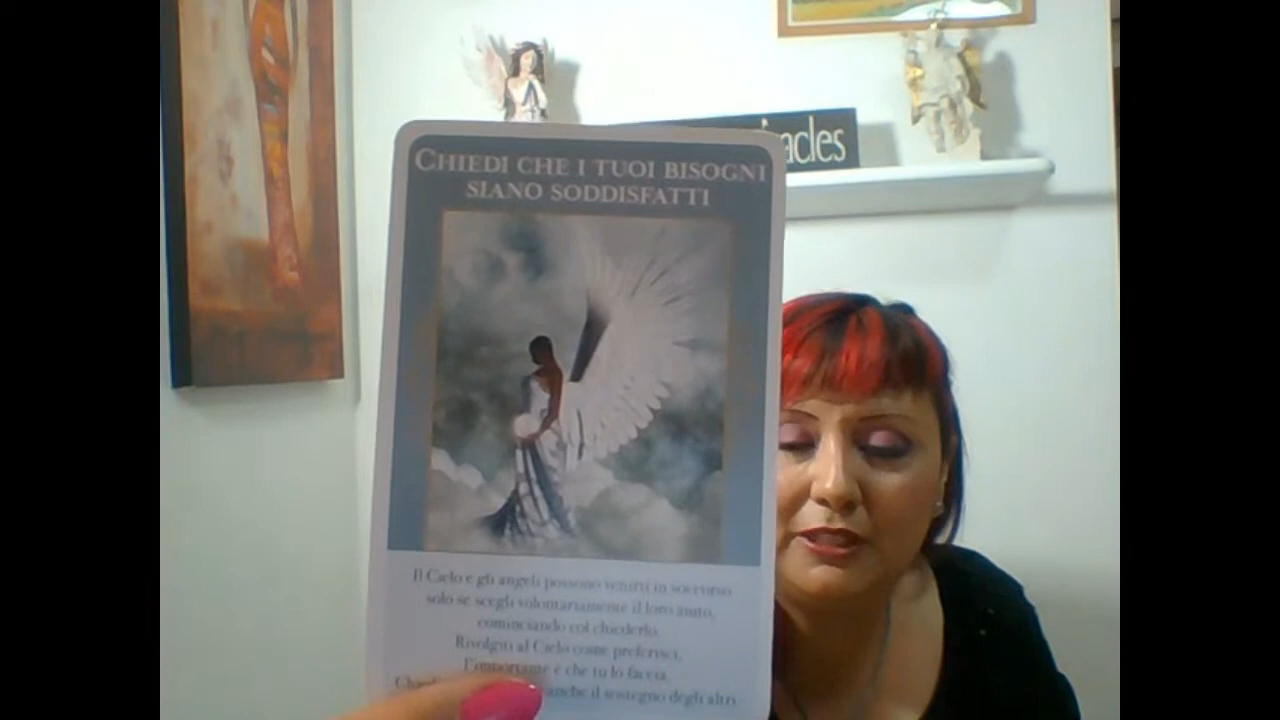 acles
CHIEDI CHE I TUOI BISOGNI
SIANO SODDISFATTI
Il Cielo e gli angeli possono venirti in soccorso
solo se scegli volontariamente il loro aiuto,
cominciando col chiederlo.
Rivolgiti al Cielo come preferisci,
l'importante è che tu lo faccia.
anche il sostegno degli altri.